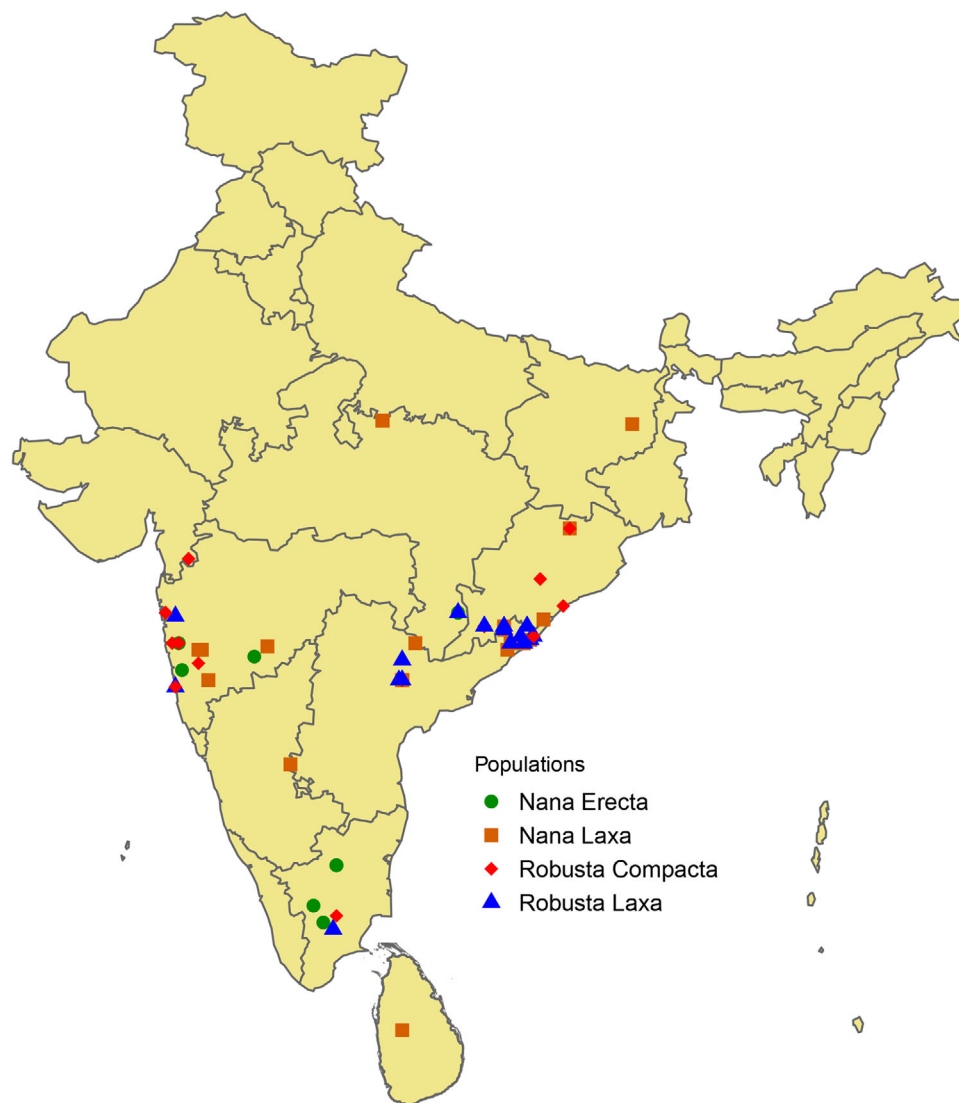 Populations
Nana Erecta
Nana Laxa
Robusta Compacta
Robusta Laxa